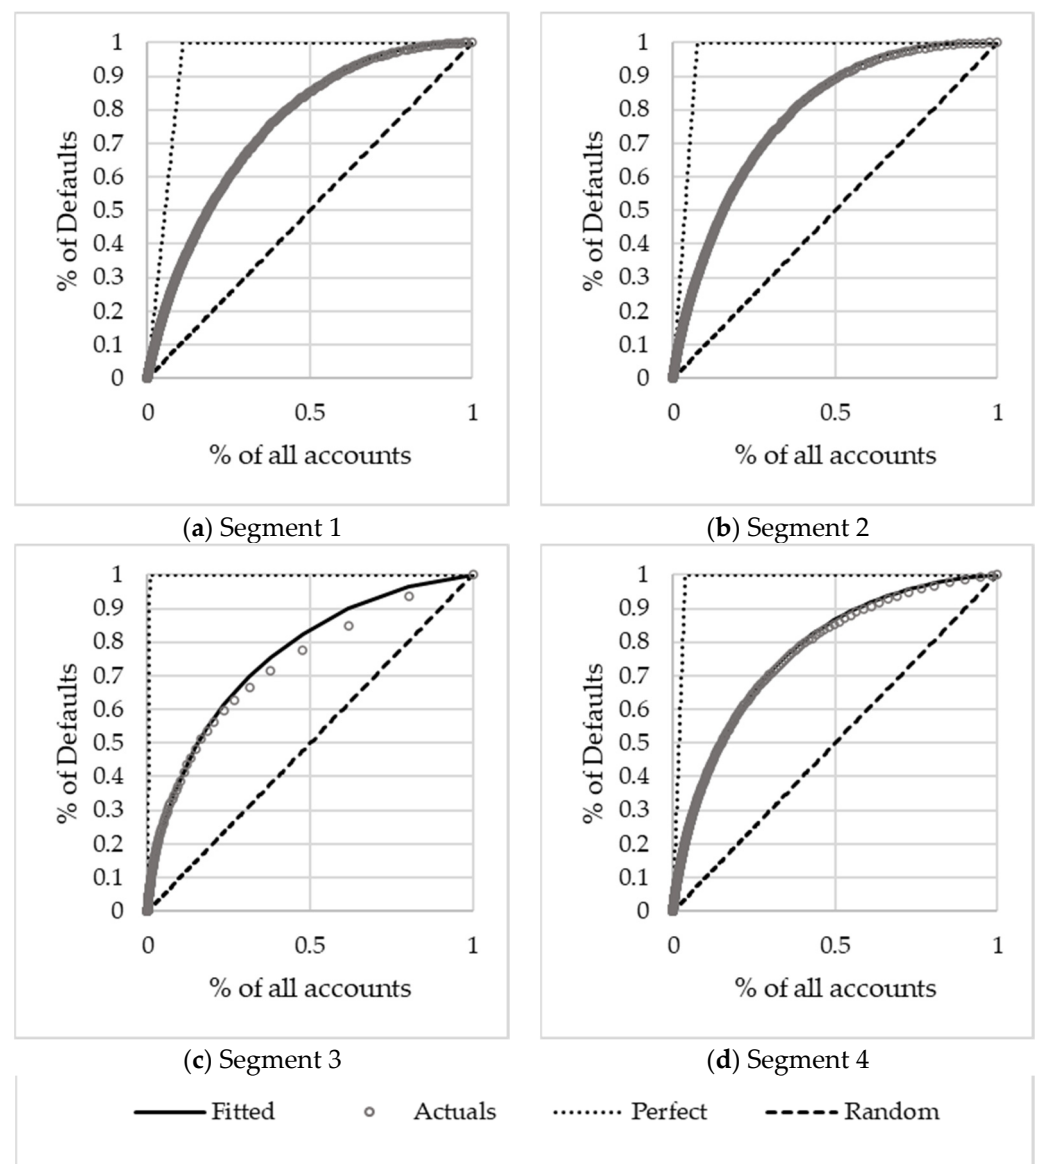 1
0.9
0.8
0.7
0.6
0.5
0.4
0.3
0.2
0.1
0
% of Defaults
0 0.5 1
% of all accounts
(a) Segment 1
1
0.9
0.8
0.7
0.6
0.5
0.4
0.3
0.2
0.1
0
% of Defaults
0 0.5 1
% of all accounts
(b) Segment 2
1
0.9
0.8
0.7
0.6
0.5
0.4
0.3
0.2
0.1
0
% of Defaults
0 0.5 1
% of all accounts
(c) Segment 3
1
0.9
0.8
0.7
0.6
0.5
0.4
0.3
0.2
0.1
0
% of Defaults
0 0.5 1
% of all accounts
(d) Segment 4
Fitted Actuals Perfect Random